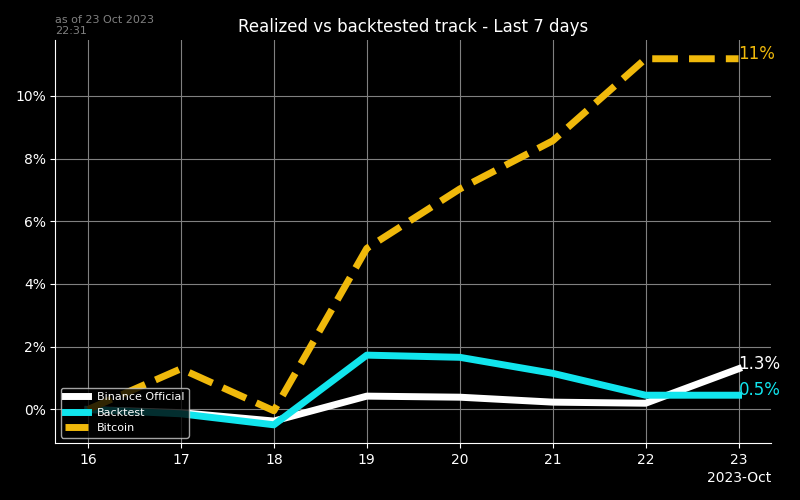 as of 23 Oct 2023
22:31
Realized vs backtested track - Last 7 days
11%
10%
8%
6%
4%
2%
1.3%
0.5%
0%
Binance Official
Backtest
Bitcoin
16 17 18 19 20 21 22 23
2023-Oct